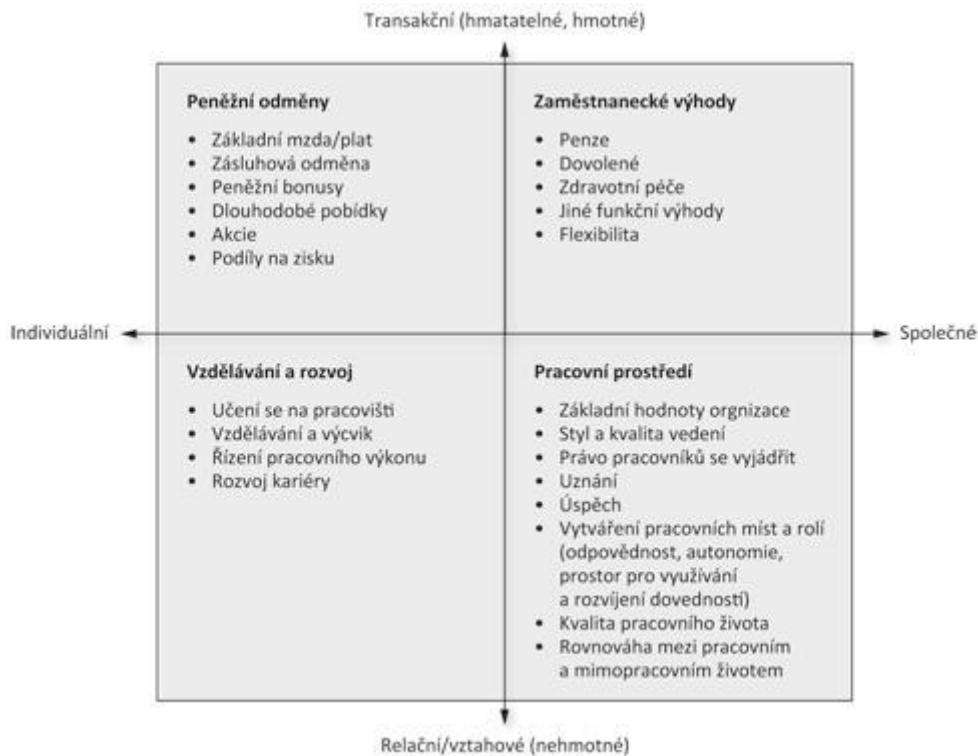 Transakční (hmatatelné, hmotné)
Peněžní odměny
• Základní mzda/plat
• Zásluhová odměna
• Peněžní bonusy
• Dlouhodobé pobídky
• Akcie
• Podíly na zisku
Zaměstnanecké výhody
• Penze
• Dovolené
• Zdravotní péče
• Jiné funkční výhody
• Flexibilita
Individuální
Společné
Vzdělávání a rozvoj
• Učení se na pracovišti
• Vzdělávání a výcvik
• Řízení pracovního výkonu
• Rozvoj kariéry
Pracovní prostředí
• Základní hodnoty orgnizace
• Styl a kvalita vedení
• Právo pracovníků se vyjádřit
• Uznání
• Úspěch
• Vytváření pracovních míst a rolí
(odpovědnost, autonomie,
prostor pro využívání
a rozvíjení dovedností)
• Kvalita pracovního života
• Rovnováha mezi pracovním
a mimopracovním životem
Relační/vztahové (nehmotné)